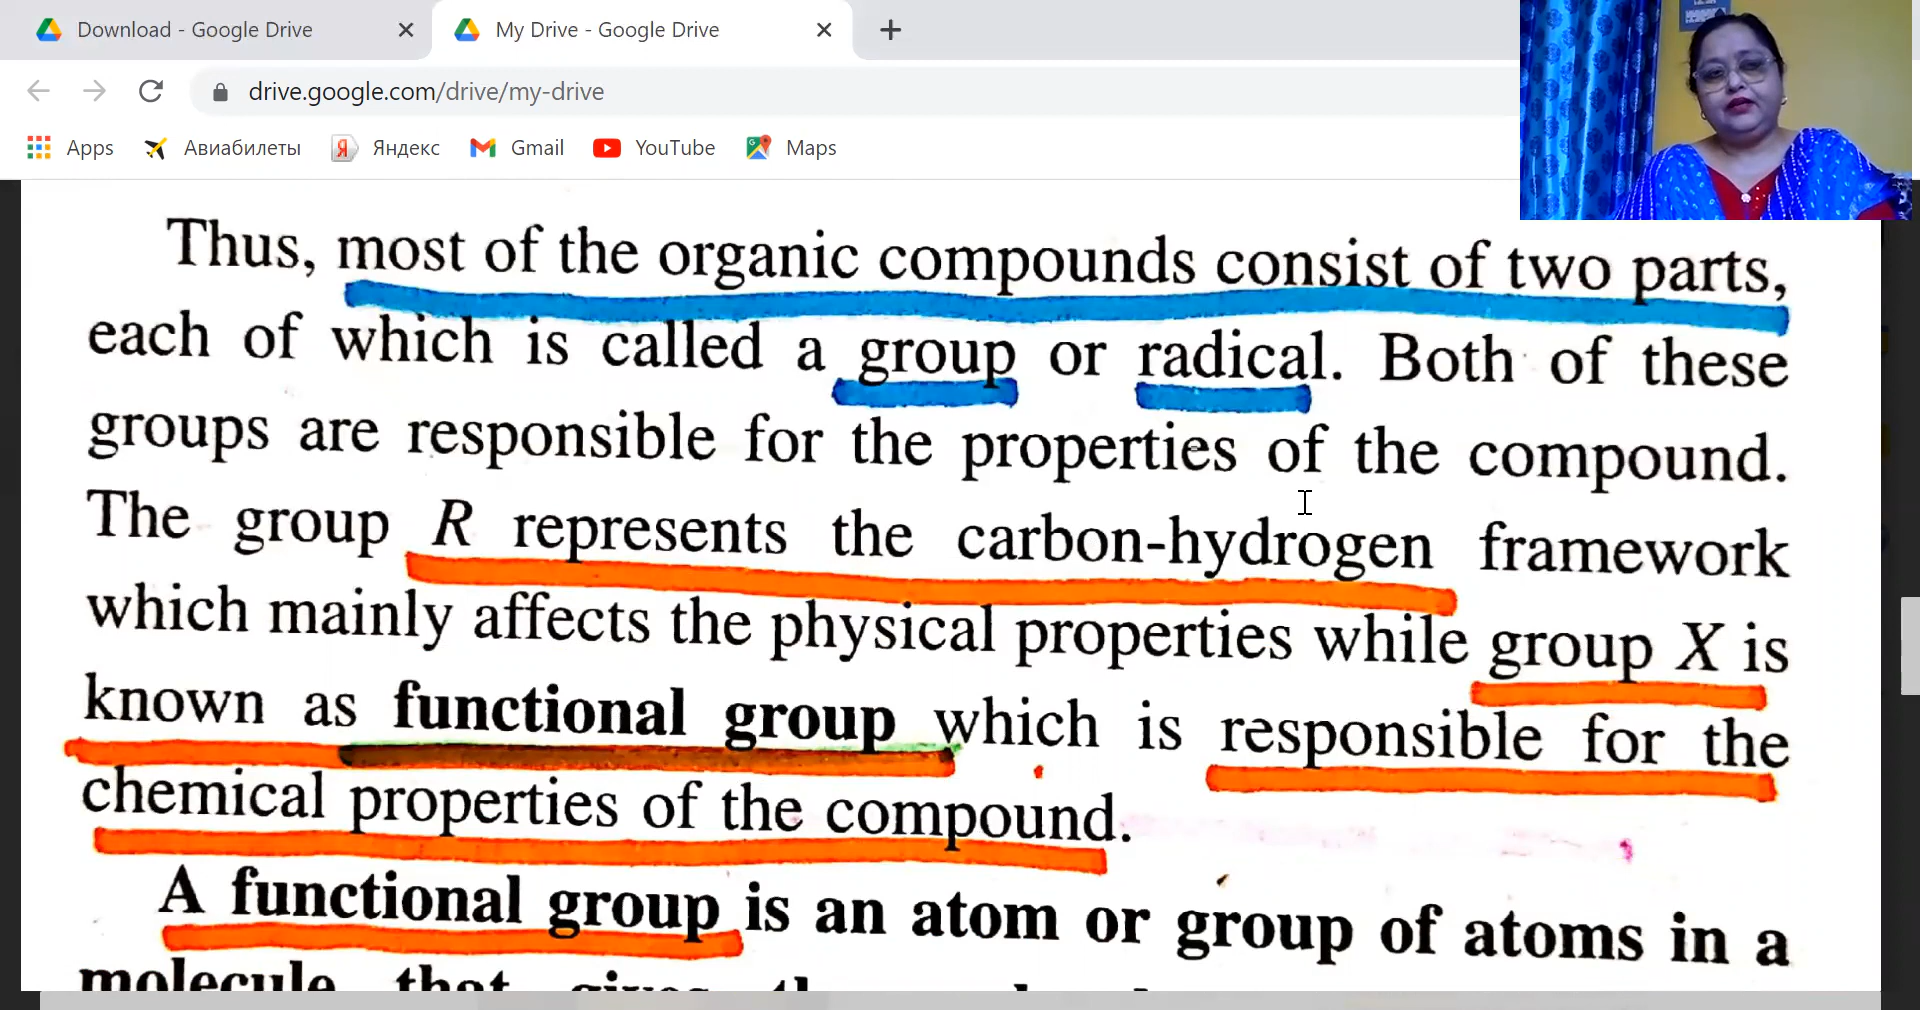 Download - Google Drive
My Drive - Google Drive
drive.google.com/drive/my-drive
Apps Авиабилеты Яндекс Gmail YouTube Maps
Thus, most of the organic compounds consist of two parts,
each of which is called a group or radical. Both of these
groups are responsible for the properties of the compound.
The group R represents the carbon-hydrogen framework
which mainly affects the physical properties while group X is
known as functional group which is responsible for the
chemical properties of the compound.
A functional group is an atom or group of atoms in a
molecule that gives